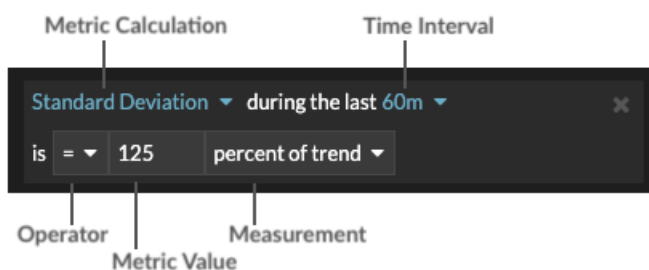 Metric Calculation Time Interval
Standard Deviation during the last 60m
is = 125 percent of trend
Operator Measurement
Metric Value